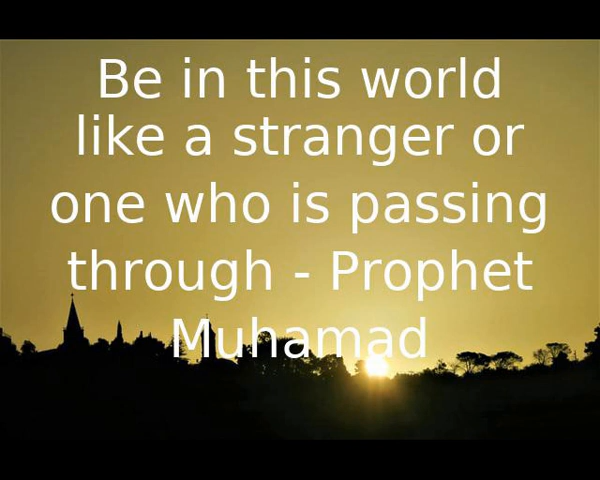 Be in this world
like a stranger or
one who is passing
through - Prophet
Muhamad